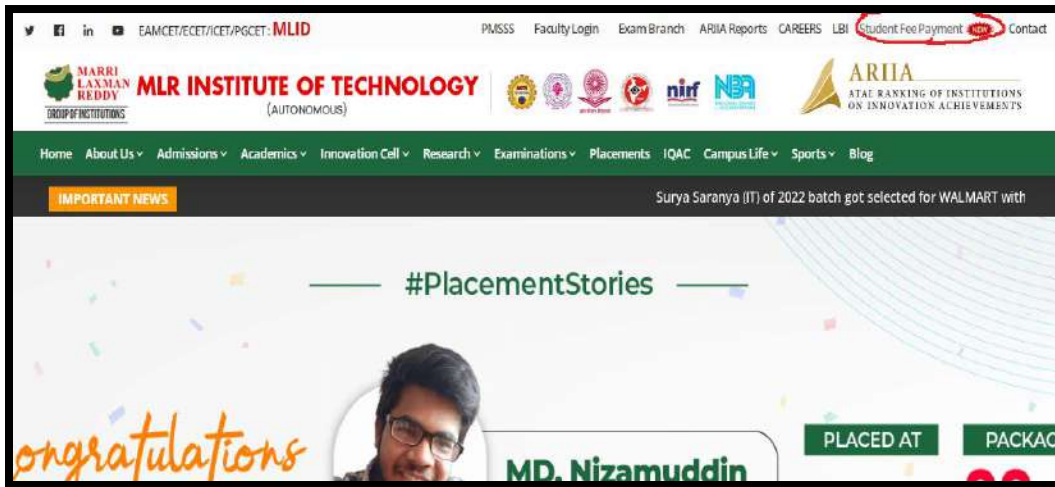 EAMCET/ECET/ICET/PGCET: MLID
PMSSS Faculty Login Exam Branch ARIIA Reports CAREERS LBI Student Fee Payment NEW Contact
MARRI
LAXMAN
REDDY
GROUP OF INSTITUTIONS
MLR INSTITUTE OF TECHNOLOGY
(AUTONOMOUS)
nirf
NBA
ARIIA
ATAL RANKING OF INSTITUTIONS
ON INNOVATION ACHIEVEMENTS
Home About Us Admissions Academics Innovation Cell Research Examinations Placements IQAC Campus Life Sports Blog
IMPORTANT NEWS
Surya Saranya (IT) of 2022 batch got selected for WALMART with
#PlacementStories
ongratulations
MD. Nizamuddin
PLACED AT
PACKAG